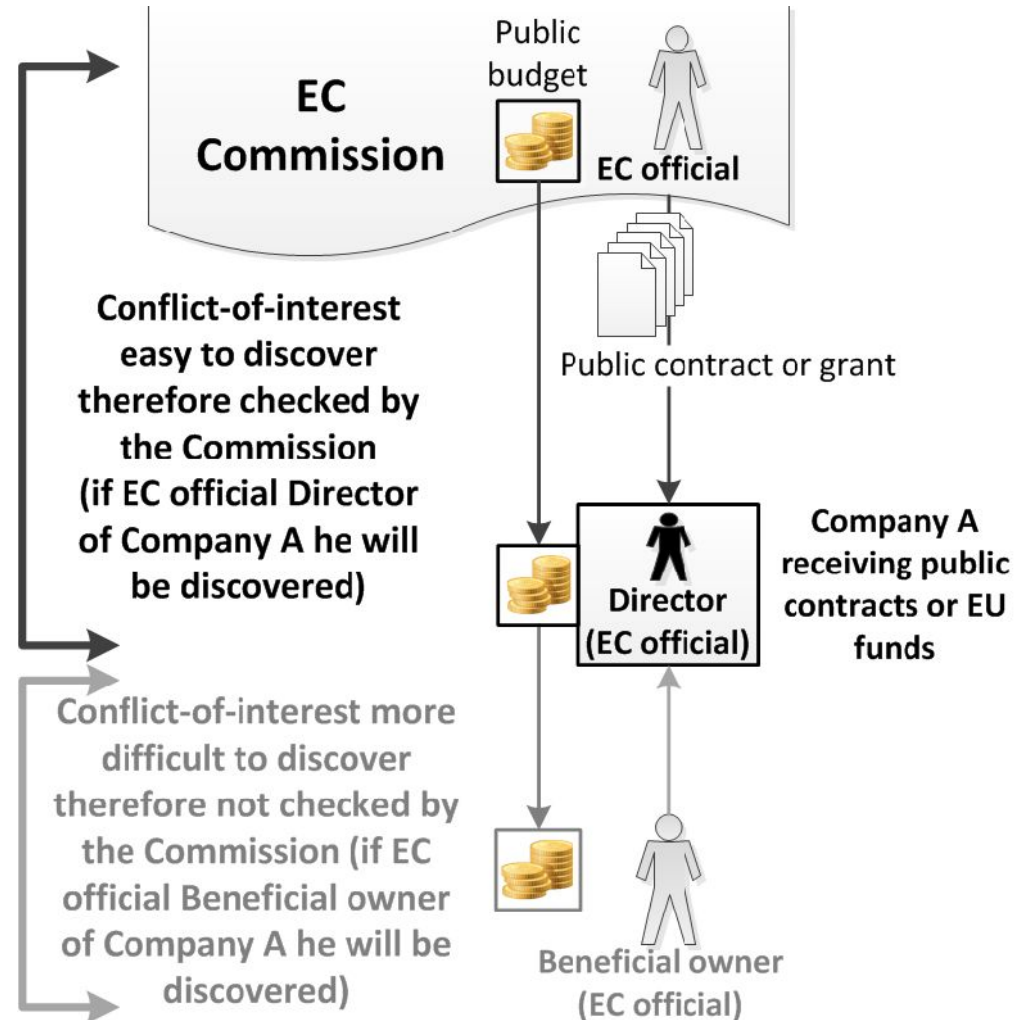 Public
budget
EC
Commission
EC official
Conflict-of-interest
easy to discover
therefore checked by
the Commission
(if EC official Director
of Company A he will
be discovered)
Public contract or grant
Director
(EC official)
Company A
receiving public
contracts or EU
funds
Conflict-of-interest more
difficult to discover
therefore not checked by
the Commission (if EC
official Beneficial owner
of Company A he will be
discovered)
Beneficial owner
(EC official)